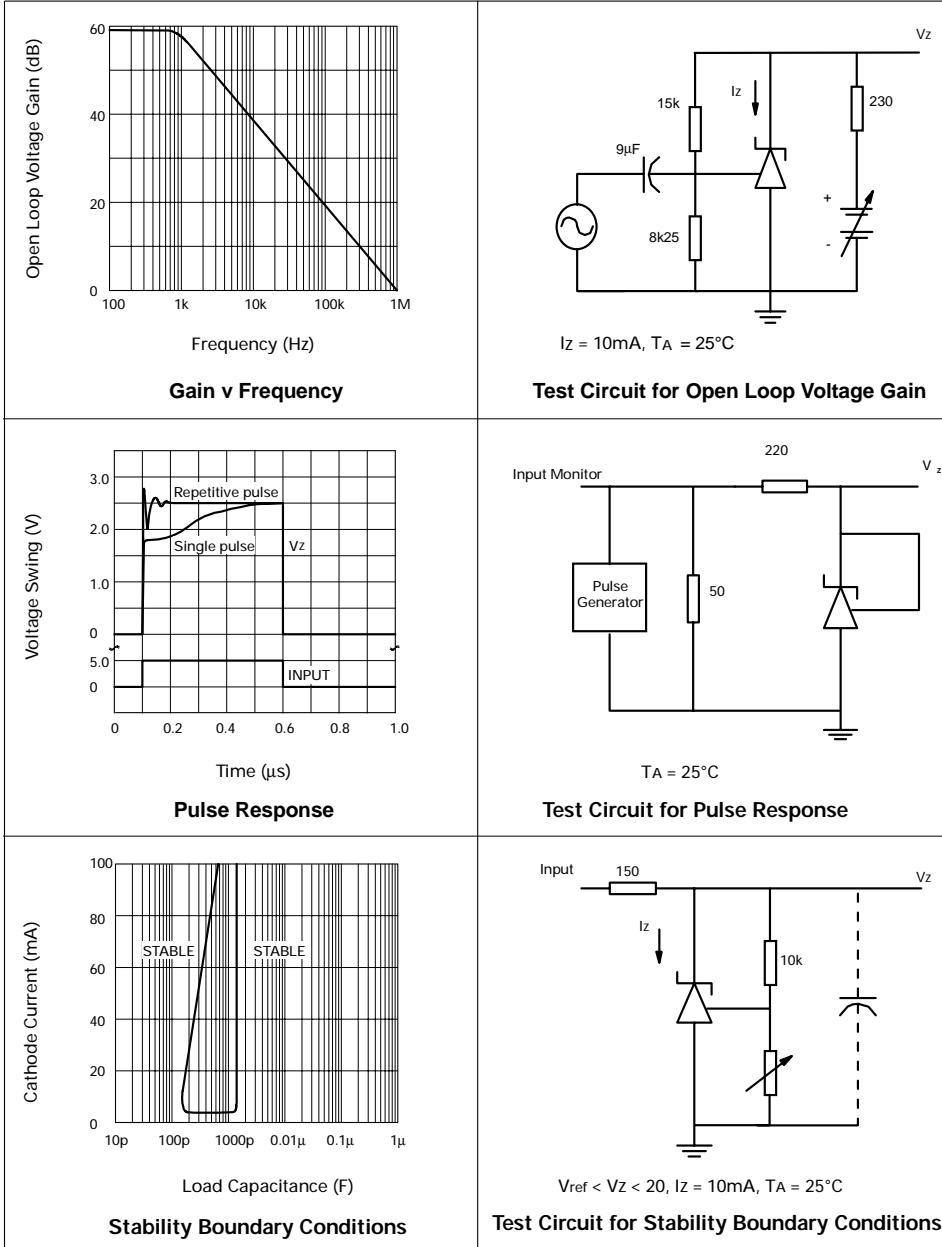 60
40
20
0
100
1k
10k
100k
1M
Open Loop Voltage Gain (dB)
Frequency (Hz)
Gain v Frequency
Vz
Iz
15k
230
9µF
8k25
+
-
Iz = 10mA, TA = 25°C
Test Circuit for Open Loop Voltage Gain
3.0
2.0
1.0
0
5.0
0
Voltage Swing (V)
Repetitive pulse
Single pulse
Vz
INPUT
0
0.2
0.4
0.6
0.8
1.0
Time (µs)
Pulse Response
220
Input Monitor
Vz
Pulse
Generator
50
TA = 25°C
Test Circuit for Pulse Response
100
80
60
40
20
0
Cathode Current (mA)
STABLE
STABLE
10p
100p
1000p
0.01µ
0.1µ
1µ
Load Capacitance (F)
Stability Boundary Conditions
Input
150
Vz
Iz
10k
Vref < Vz < 20, Iz = 10mA, TA = 25°C
Test Circuit for Stability Boundary Conditions